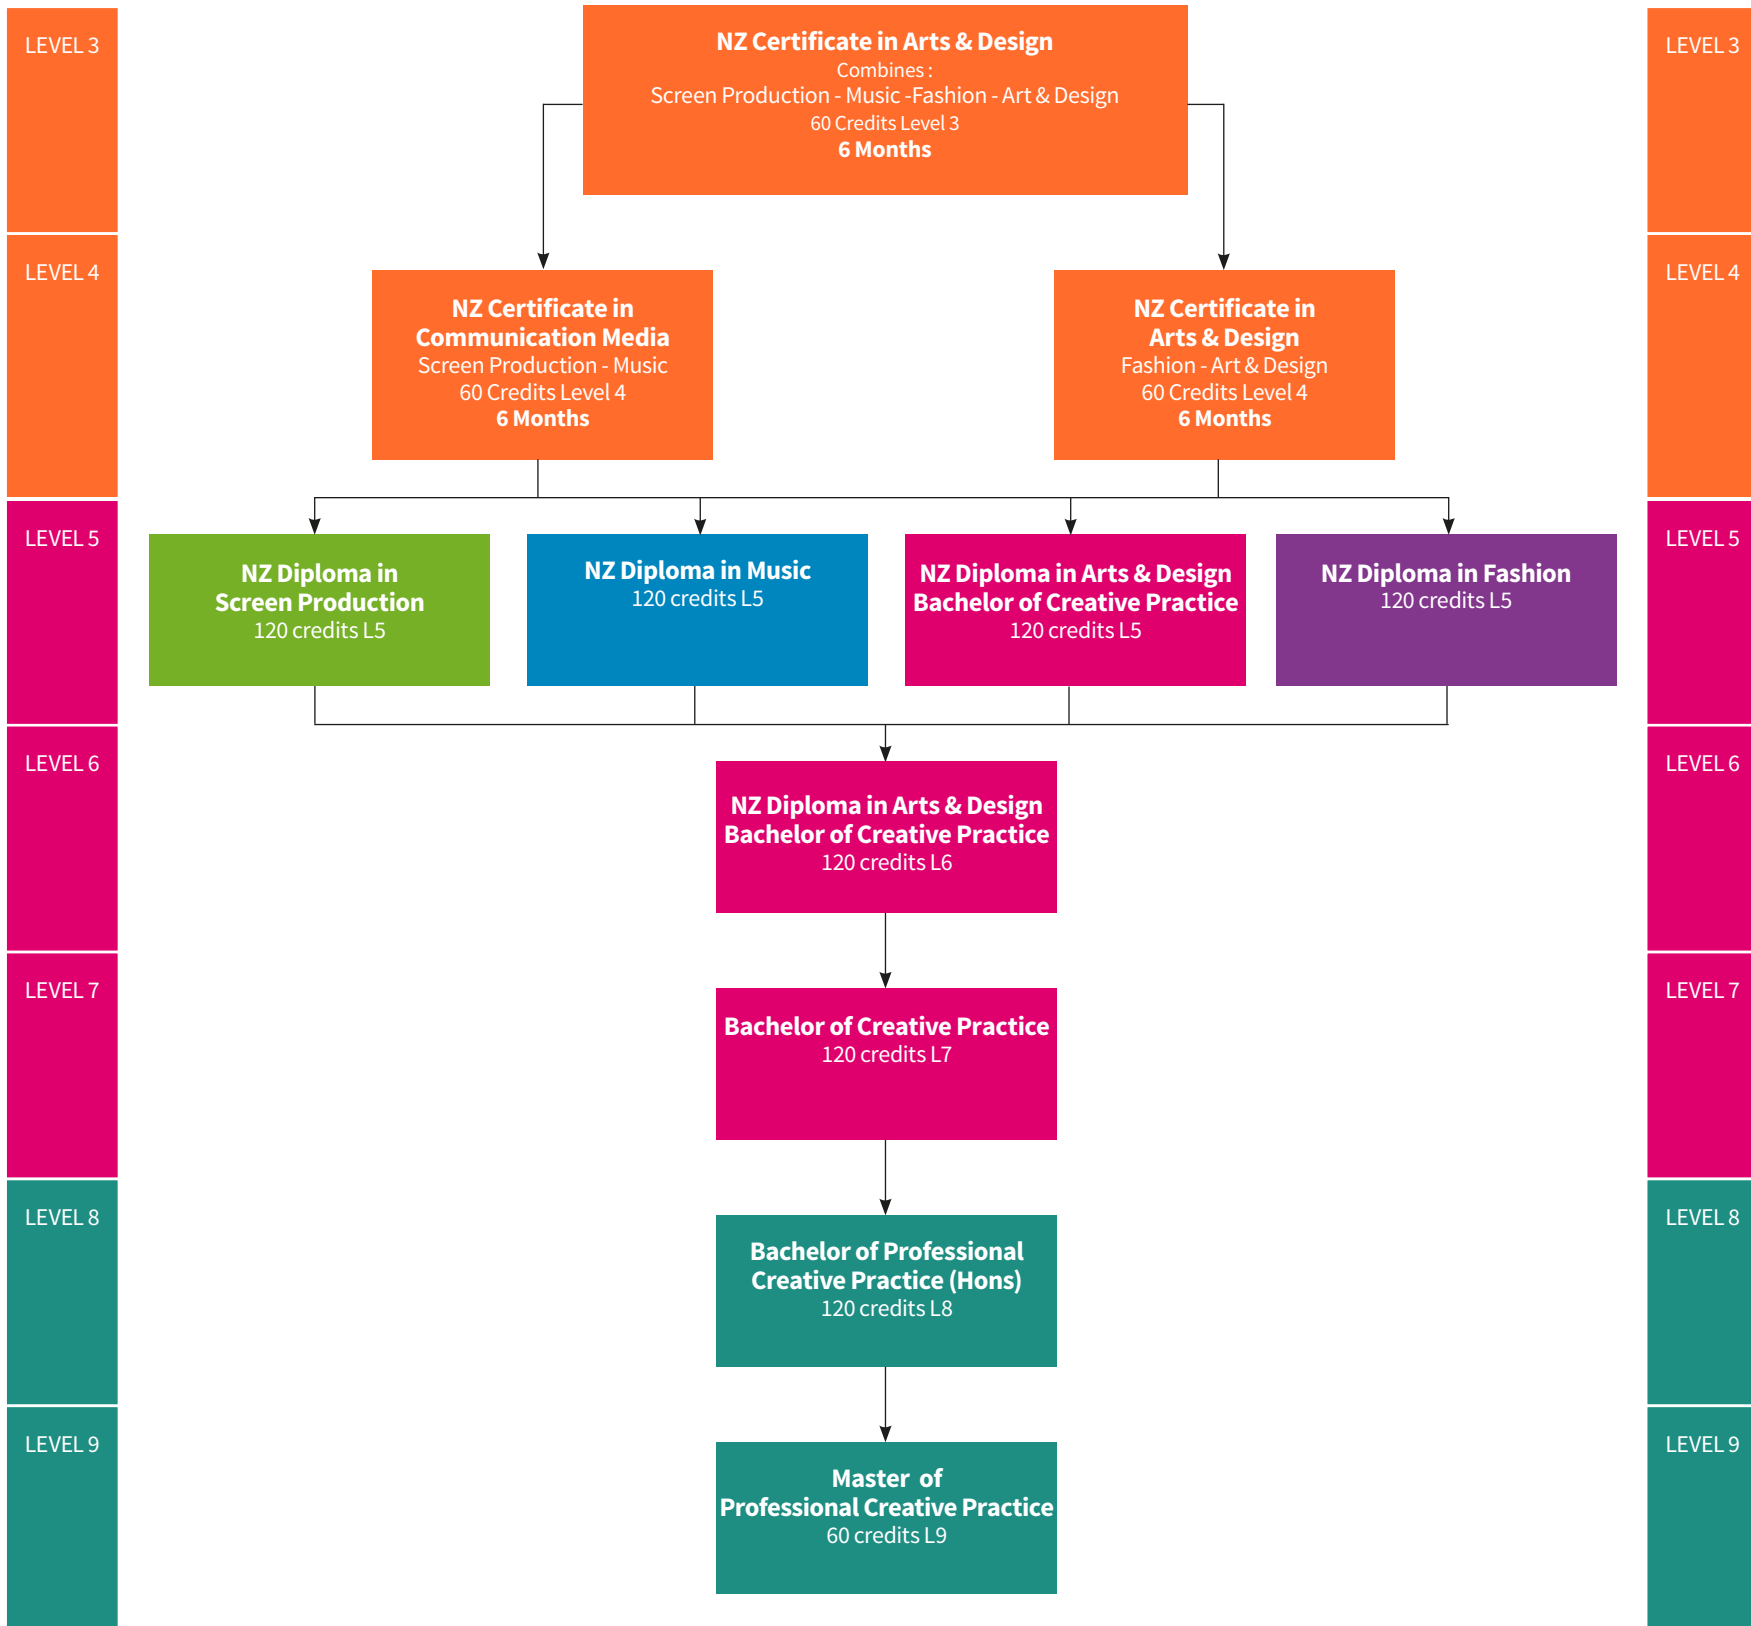 LEVEL 3
NZ Certificate in Arts & Design
Combines :
Screen Production - Music -Fashion - Art & Design
60 Credits Level 3
6 Months
LEVEL 3
LEVEL 4
NZ Certificate in
Communication Media
Screen Production - Music
60 Credits Level 4
6 Months
NZ Certificate in
Arts & Design
Fashion - Art & Design
60 Credits Level 4
6 Months
LEVEL 4
LEVEL 5
NZ Diploma in
Screen Production
120 credits L5
NZ Diploma in Music
120 credits L5
NZ Diploma in Arts & Design
Bachelor of Creative Practice
120 credits L5
NZ Diploma in Fashion
120 credits L5
LEVEL 5
LEVEL 6
NZ Diploma in Arts & Design
Bachelor of Creative Practice
120 credits L6
LEVEL 6
LEVEL 7
Bachelor of Creative Practice
120 credits L7
LEVEL 7
LEVEL 8
Bachelor of Professional
Creative Practice (Hons)
120 credits L8
LEVEL 8
LEVEL 9
Master of
Professional Creative Practice
60 credits L9
LEVEL 9